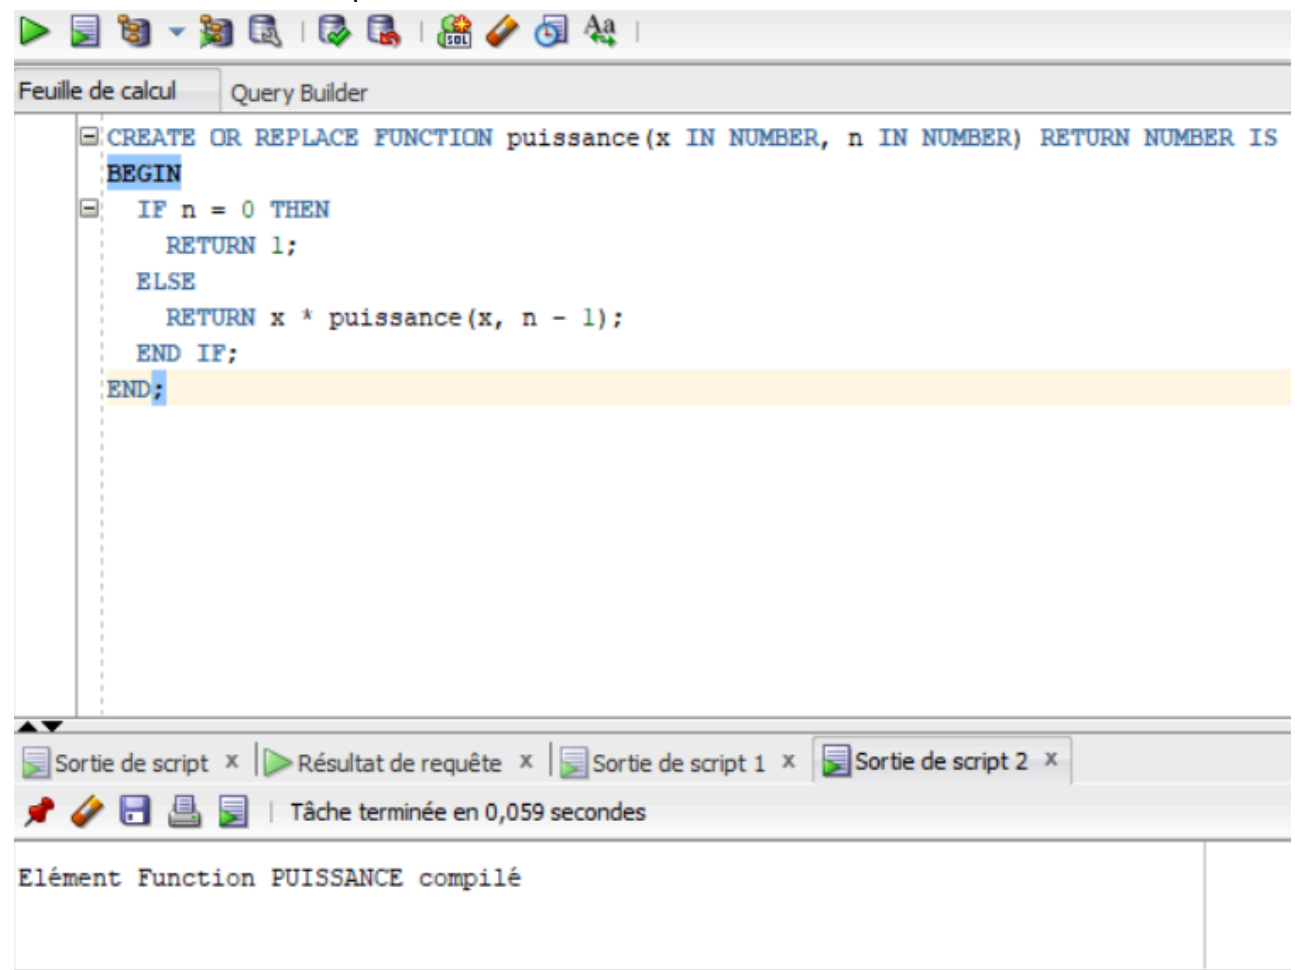 SQL
Aa
Feuille de calcul Query Builder
CREATE OR REPLACE FUNCTION puissance(x IN NUMBER, n IN NUMBER) RETURN NUMBER IS
BEGIN
IF n = 0 THEN
RETURN 1;
ELSE
RETURN x * puissance(x, n - 1);
END IF;
END;
Sortie de script x Résultat de requête x Sortie de script 1 x Sortie de script 2 x
Tâche terminée en 0,059 secondes
Elément Function PUISSANCE compilé